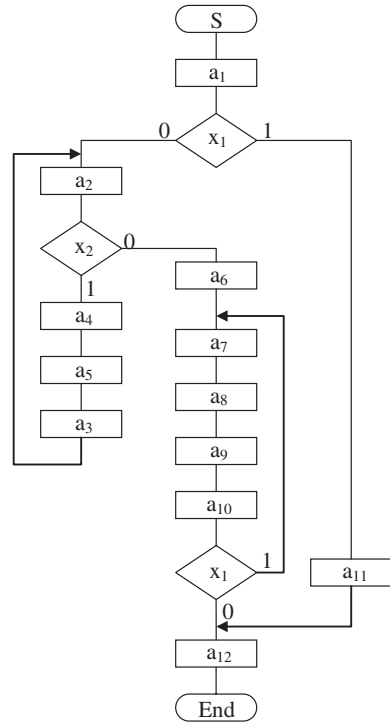 S
a₁
0 x₁ 1
a₂
x₂ 0
a₆
1
a₄
a₇
a₅
a₈
a₃
a₉
a₁₀
x₁ 1
a₁₁
0
a₁₂
End